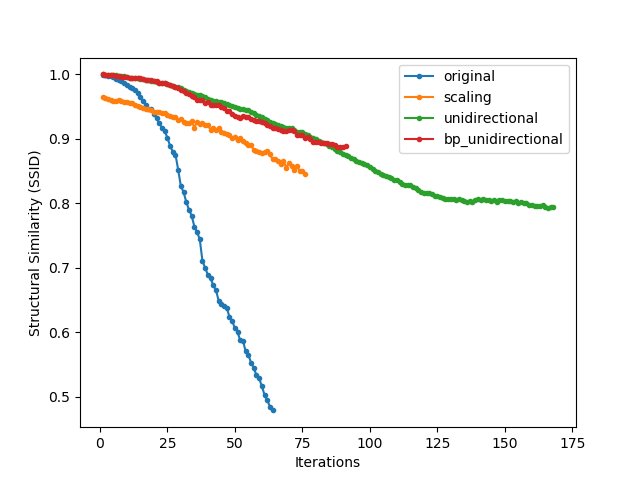 original
scaling
unidirectional
bp_unidirectional
Structural Similarity (SSID)
1.0
0.9
0.8
0.7
0.6
0.5
0 25 50 75 100 125 150 175
Iterations